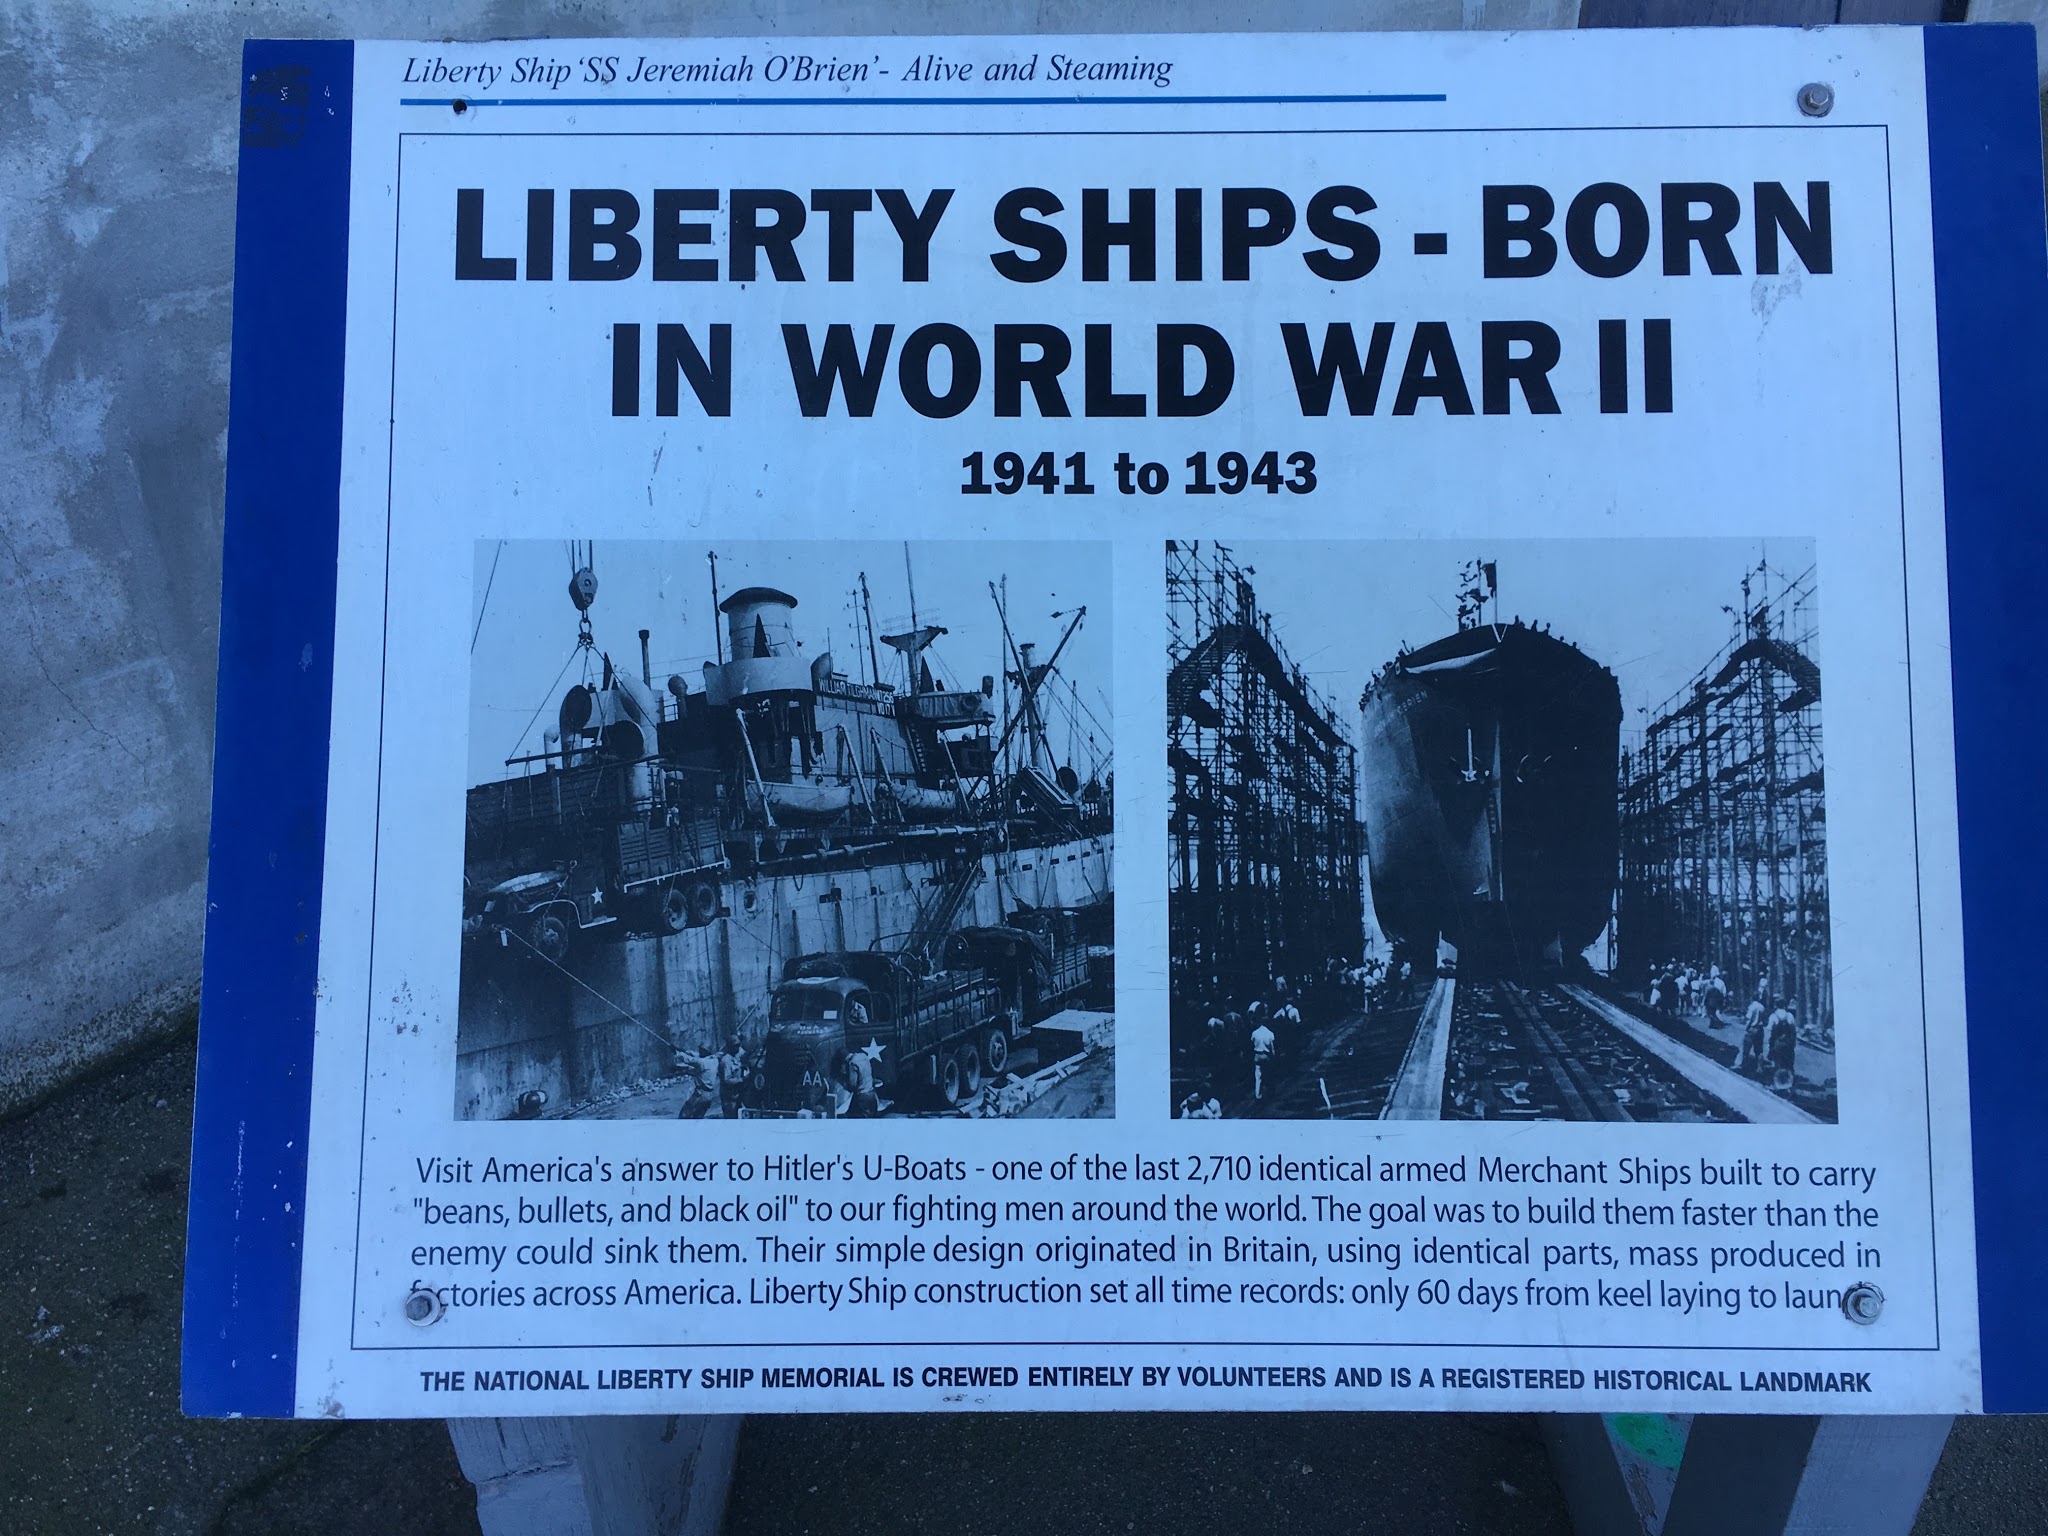 Liberty Ship ‘SS Jeremiah O’Brien’- Alive and Steaming
LIBERTY SHIPS - BORN
IN WORLD WAR II
1941 to 1943
AA
Visit America's answer to Hitler's U-Boats - one of the last 2,710 identical armed Merchant Ships built to carry
"beans, bullets, and black oil" to our fighting men around the world. The goal was to build them faster than the
enemy could sink them. Their simple design originated in Britain, using identical parts, mass produced in
factories across America. Liberty Ship construction set all time records: only 60 days from keel laying to launch
THE NATIONAL LIBERTY SHIP MEMORIAL IS CREWED ENTIRELY BY VOLUNTEERS AND IS A REGISTERED HISTORICAL LANDMARK